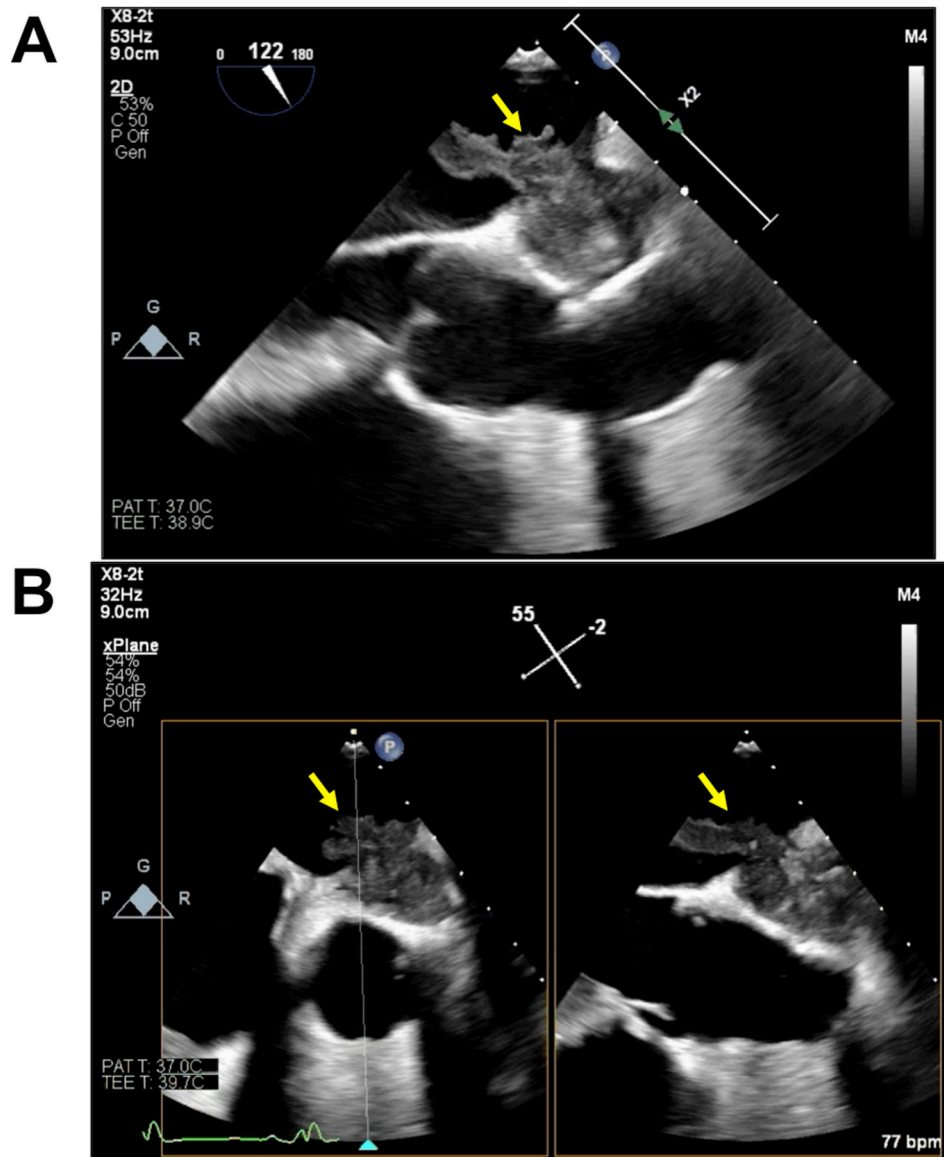 A
X8-2t
53Hz
9.0cm
2D
53%
C 50
P Off
Gen
0 122 180
P
X2
M4
G
P R
PAT T: 37.0C
TEE T: 38.9C
B
X8-2t
32Hz
9.0cm
xPlane
54%
54%
50dB
P Off
Gen
55
-2
M4
P
G
P R
PAT T: 37.0C
TEE T: 39.7C
77 bpm